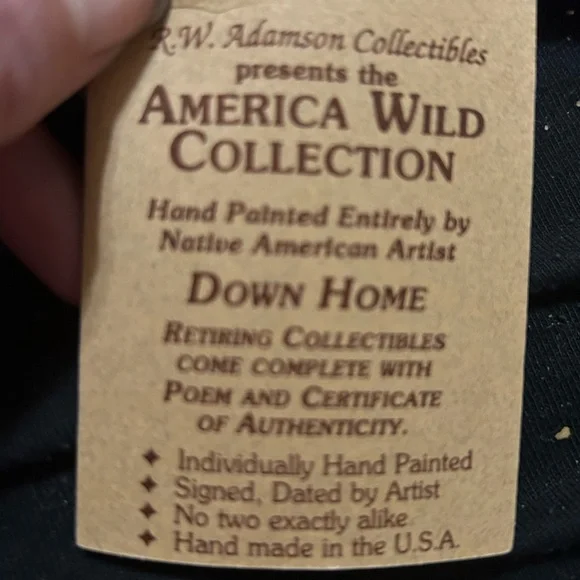 R.W. Adamson Collectibles
presents the
AMERICA WILD
COLLECTION
Hand Painted Entirely by
Native American Artist
DOWN HOME
RETIRING COLLECTIBLES
COME COMPLETE WITH
POEM AND CERTIFICATE
OF AUTHENTICITY.
✦ Individually Hand Painted
✦ Signed, Dated by Artist
✦ No two exactly alike
✦ Hand made in the U.S.A.